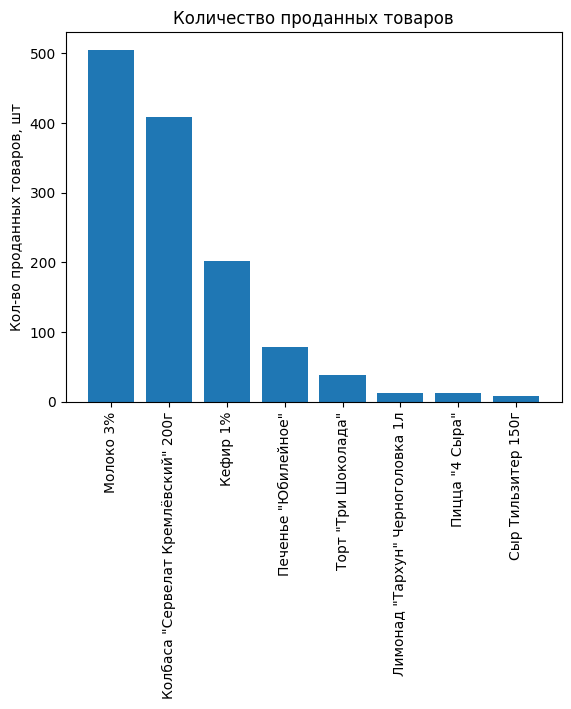 Количество проданных товаров
Кол-во проданных товаров, шт
500
400
300
200
100
0
Молоко 3%
Колбаса "Сервелат Кремлёвский" 200г
Кефир 1%
Печенье "Юбилейное"
Торт "Три Шоколада"
Лимонад "Тархун" Черноголовка 1л
Пицца "4 Сыра"
Сыр Тильзитер 150г